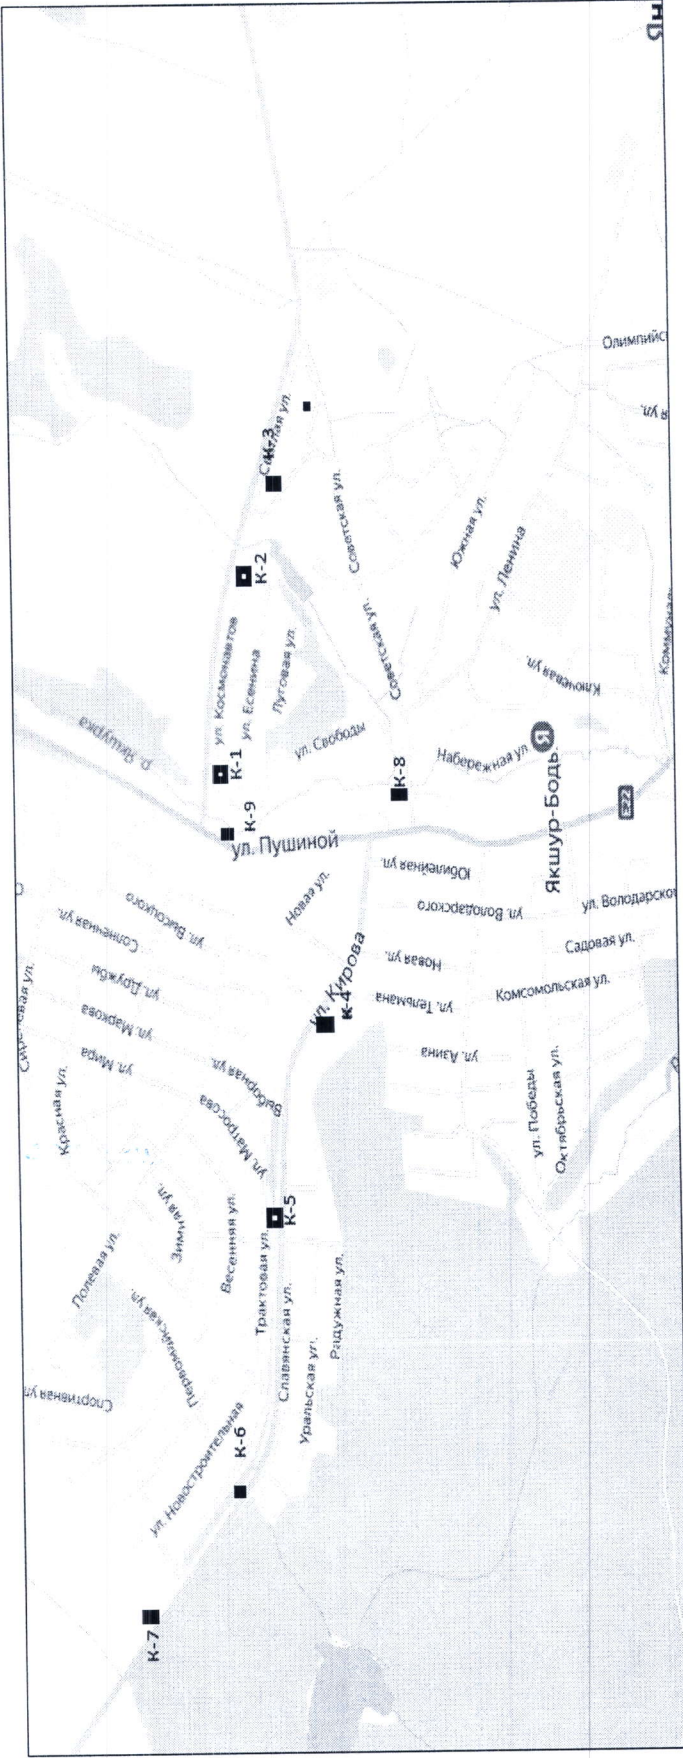 К-7
ул. Новостроительная
К-6
Спортивная ул.
Первомайская ул.
Полевая ул.
Зимняя ул.
Весенняя ул.
Трактовая ул.
Славянская ул.
Уральская ул.
Радужная ул.
К-5
Красная ул.
ул. Матросова
Выборная ул.
ул. Мира
ул. Маркова
ул. Дружбы
Солнечная ул.
ул. Высоцкого
Новая ул.
ул. Кирова
К-4
ул. Азина
ул. Тельмана
Новая ул.
ул. Володарского
Юбилейная ул.
ул. Победы
Октябрьская ул.
Комсомольская ул.
Садовая ул.
ул. Володарско
Якшур-Бодь
Я
р. Якшурка
К-9
ул. Пушиной
К-1
ул. Космонавтов
ул. Есенина
Луговая ул.
ул. Свободы
К-8
Набережная ул.
К-2
К-3
Советская ул.
Советская ул.
Южная ул.
ул. Ленина
Ключевая ул.
Коммуналь
Олимпийс
я ул.